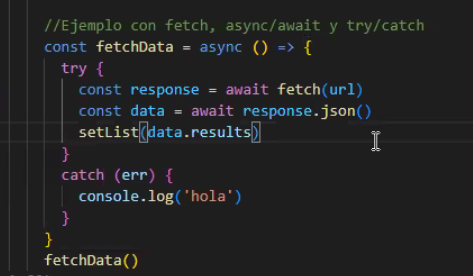 //Ejemplo con fetch, async/await y try/catch
const fetchData = async () => {
try {
const response = await fetch(url)
const data = await response.json()
setList(data.results)
}
catch (err) {
console.log('hola')
}
}
fetchData()